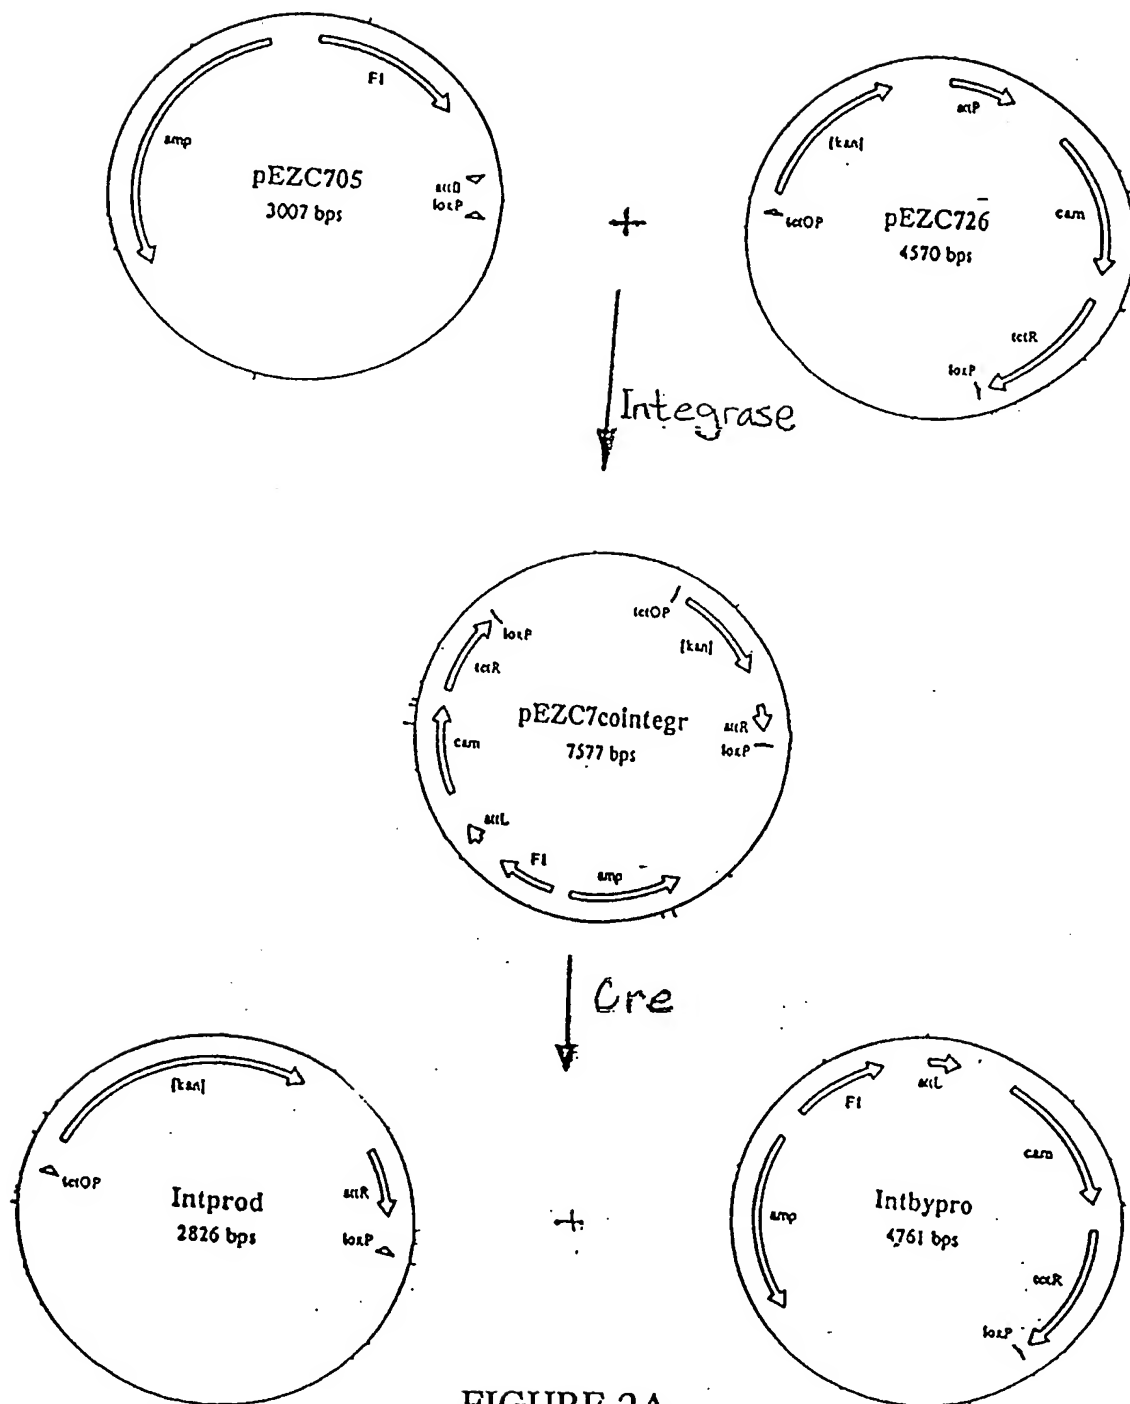 F1
amp
pEZC705
3007 bps
attB
loxP
+
attP
[kan]
cam
tetOP
pEZC726
4570 bps
tetR
loxP
Integrase
tetOP
[kan]
loxP
tetR
pEZC7cointegr
7577 bps
attR
loxP
cam
attL
F1
amp
Cre
[kan]
tetOP
Intprod
2826 bps
attR
loxP
+
F1
attL
cam
amp
Intbypro
4761 bps
tetR
loxP
FIGURE 2A